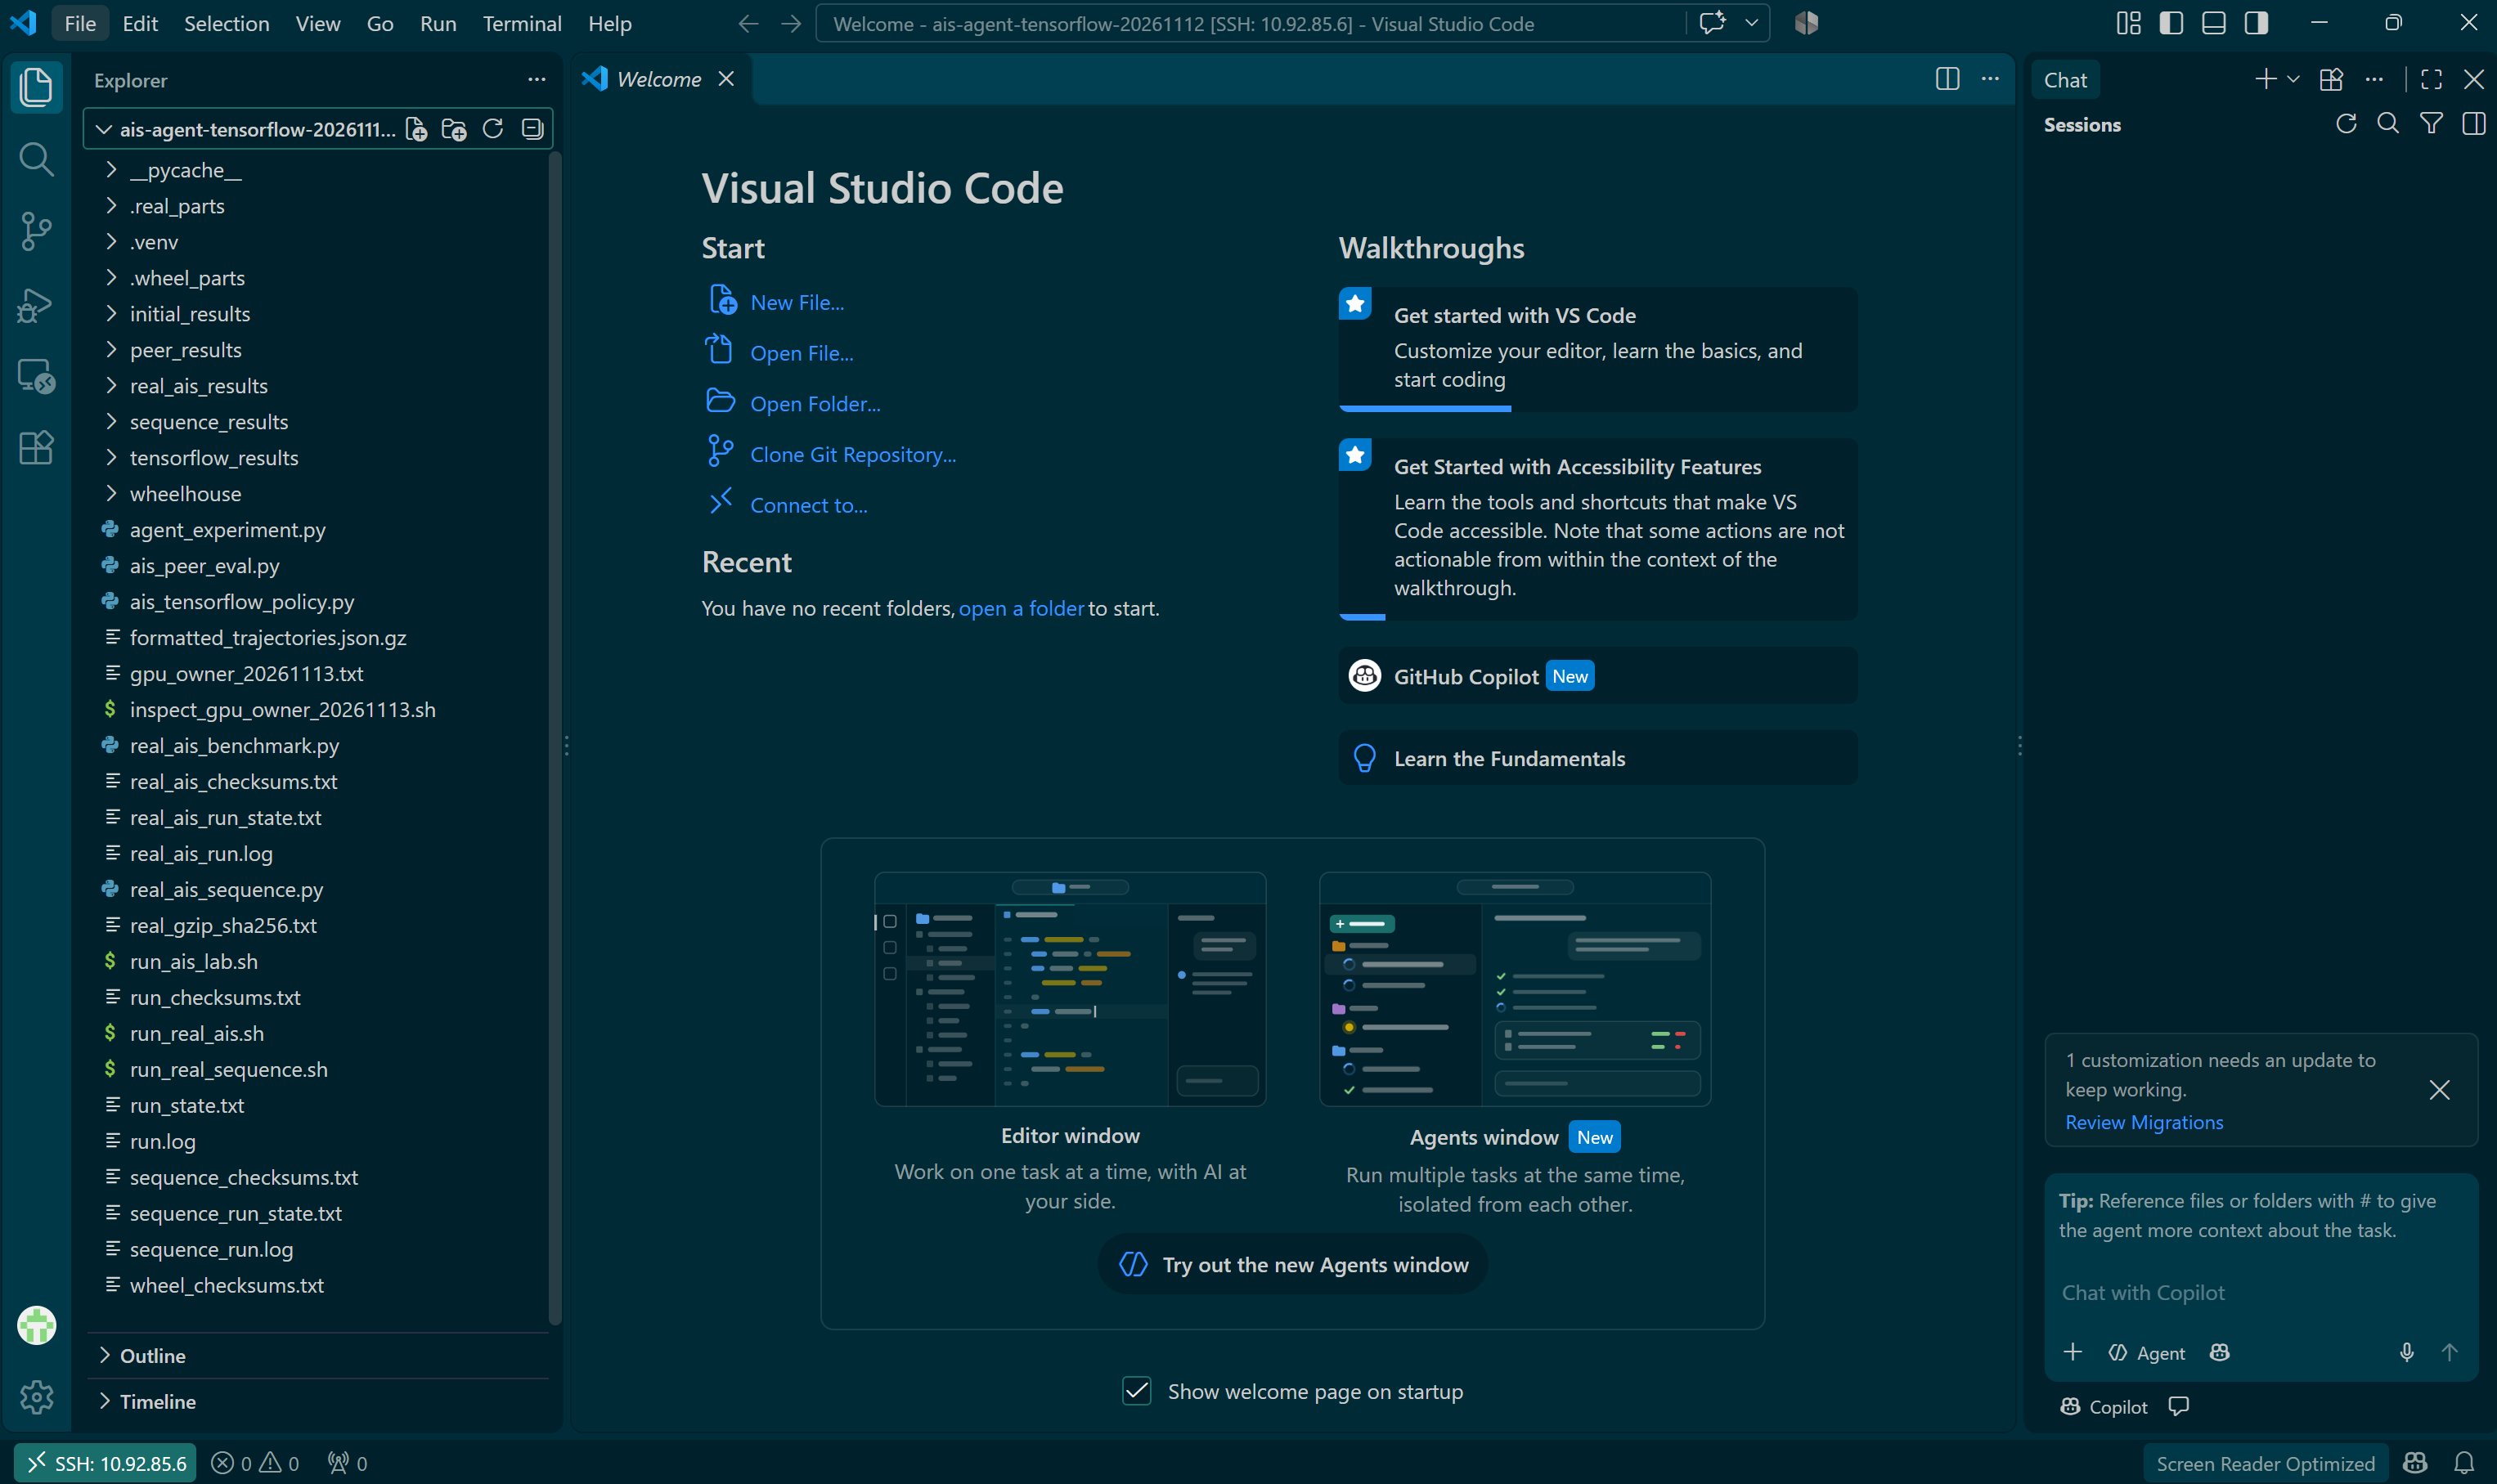 File Edit Selection View Go Run Terminal Help
Welcome - ais-agent-tensorflow-20261112 [SSH: 10.92.85.6] - Visual Studio Code
Explorer
ais-agent-tensorflow-2026111...
__pycache__
.real_parts
.venv
.wheel_parts
initial_results
peer_results
real_ais_results
sequence_results
tensorflow_results
wheelhouse
agent_experiment.py
ais_peer_eval.py
ais_tensorflow_policy.py
formatted_trajectories.json.gz
gpu_owner_20261113.txt
inspect_gpu_owner_20261113.sh
real_ais_benchmark.py
real_ais_checksums.txt
real_ais_run_state.txt
real_ais_run.log
real_ais_sequence.py
real_gzip_sha256.txt
run_ais_lab.sh
run_checksums.txt
run_real_ais.sh
run_real_sequence.sh
run_state.txt
run.log
sequence_checksums.txt
sequence_run_state.txt
sequence_run.log
wheel_checksums.txt
Outline
Timeline
Welcome
Visual Studio Code
Start
New File...
Open File...
Open Folder...
Clone Git Repository...
Connect to...
Recent
You have no recent folders, open a folder to start.
Walkthroughs
Get started with VS Code
Customize your editor, learn the basics, and
start coding
Get Started with Accessibility Features
Learn the tools and shortcuts that make VS
Code accessible. Note that some actions are not
actionable from within the context of the
walkthrough.
GitHub Copilot New
Learn the Fundamentals
Editor window
Work on one task at a time, with AI at
your side.
Agents window New
Run multiple tasks at the same time,
isolated from each other.
Try out the new Agents window
Show welcome page on startup
Chat
Sessions
1 customization needs an update to
keep working.
Review Migrations
Tip: Reference files or folders with # to give
the agent more context about the task.
Chat with Copilot
Agent
Copilot
SSH: 10.92.85.6 0 0 0
Screen Reader Optimized